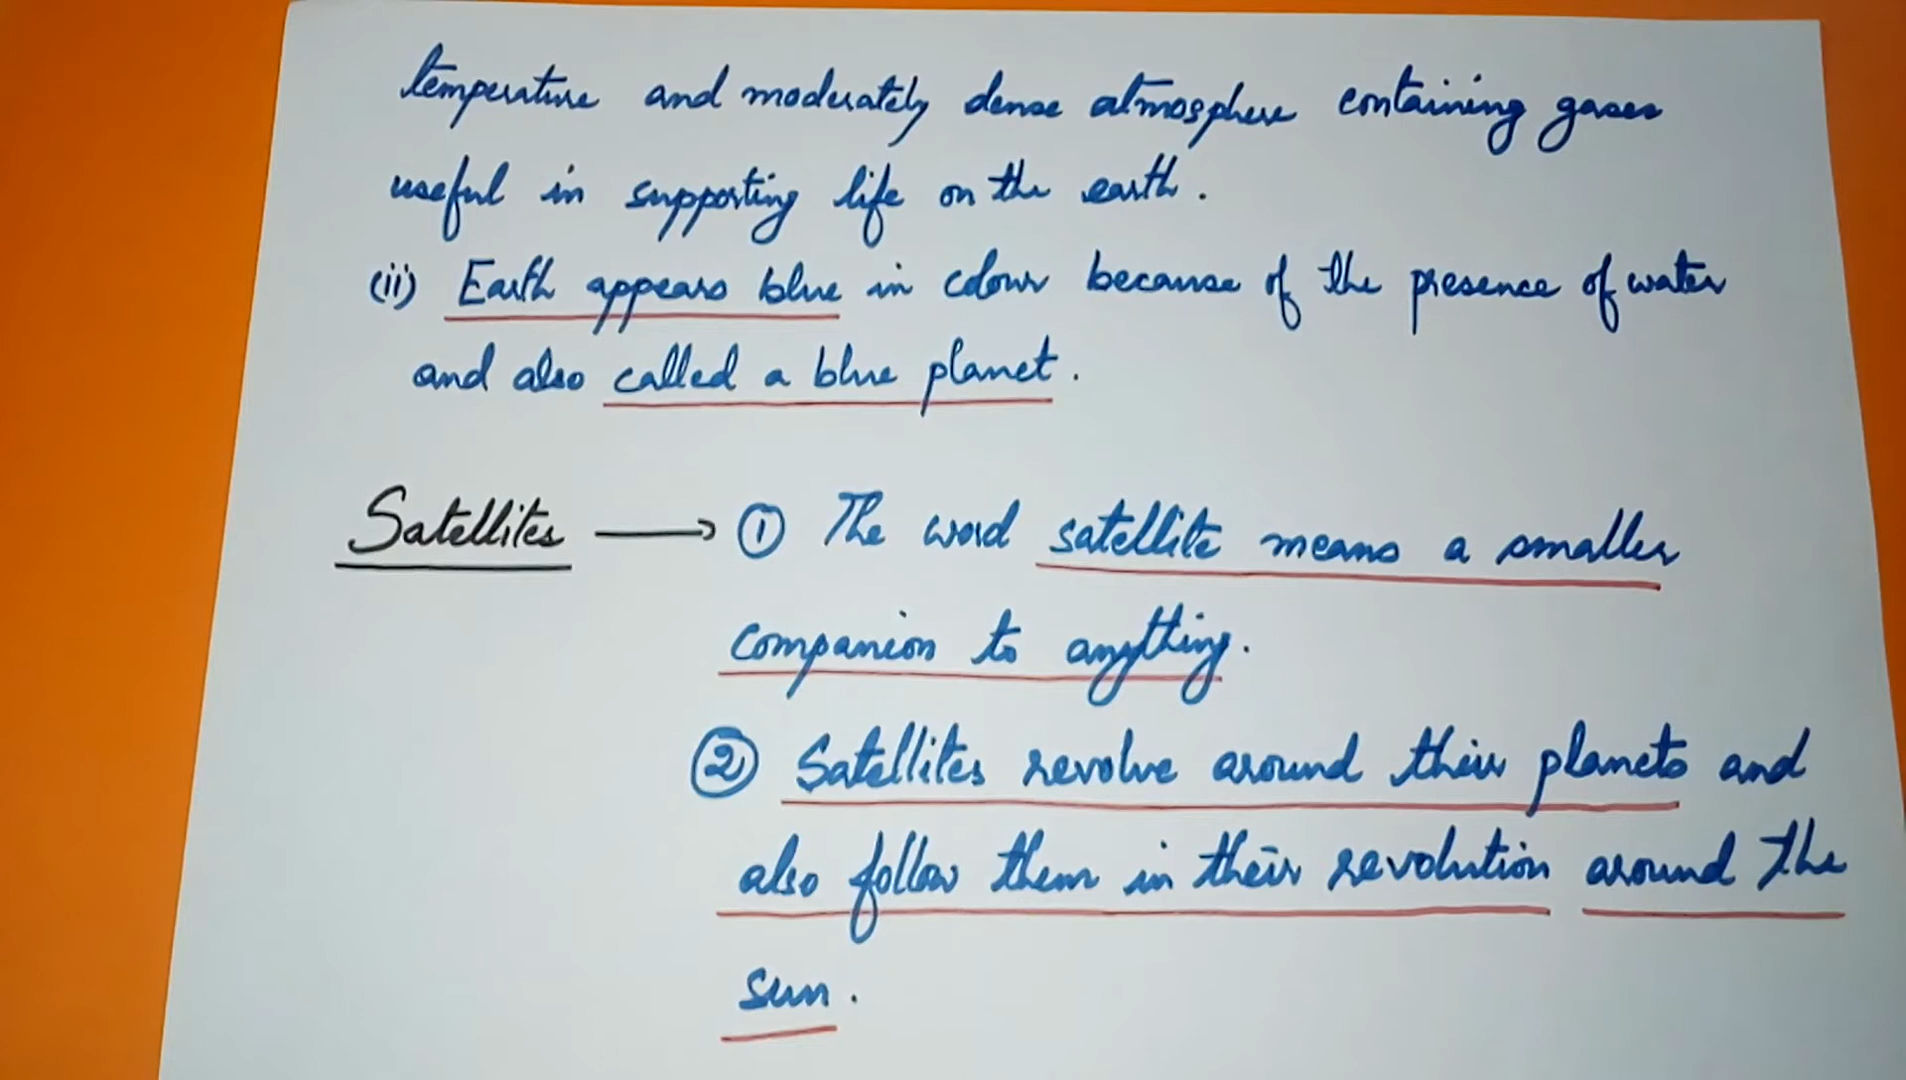 temperature and moderately dense atmosphere containing gases
useful in supporting life on the earth.
(ii) Earth appears blue in colour because of the presence of water
and also called a blue planet.
Satellites → ① The word satellite means a smaller
companion to anything.
② Satellites revolve around their planets and
also follow them in their revolution around the
sun.